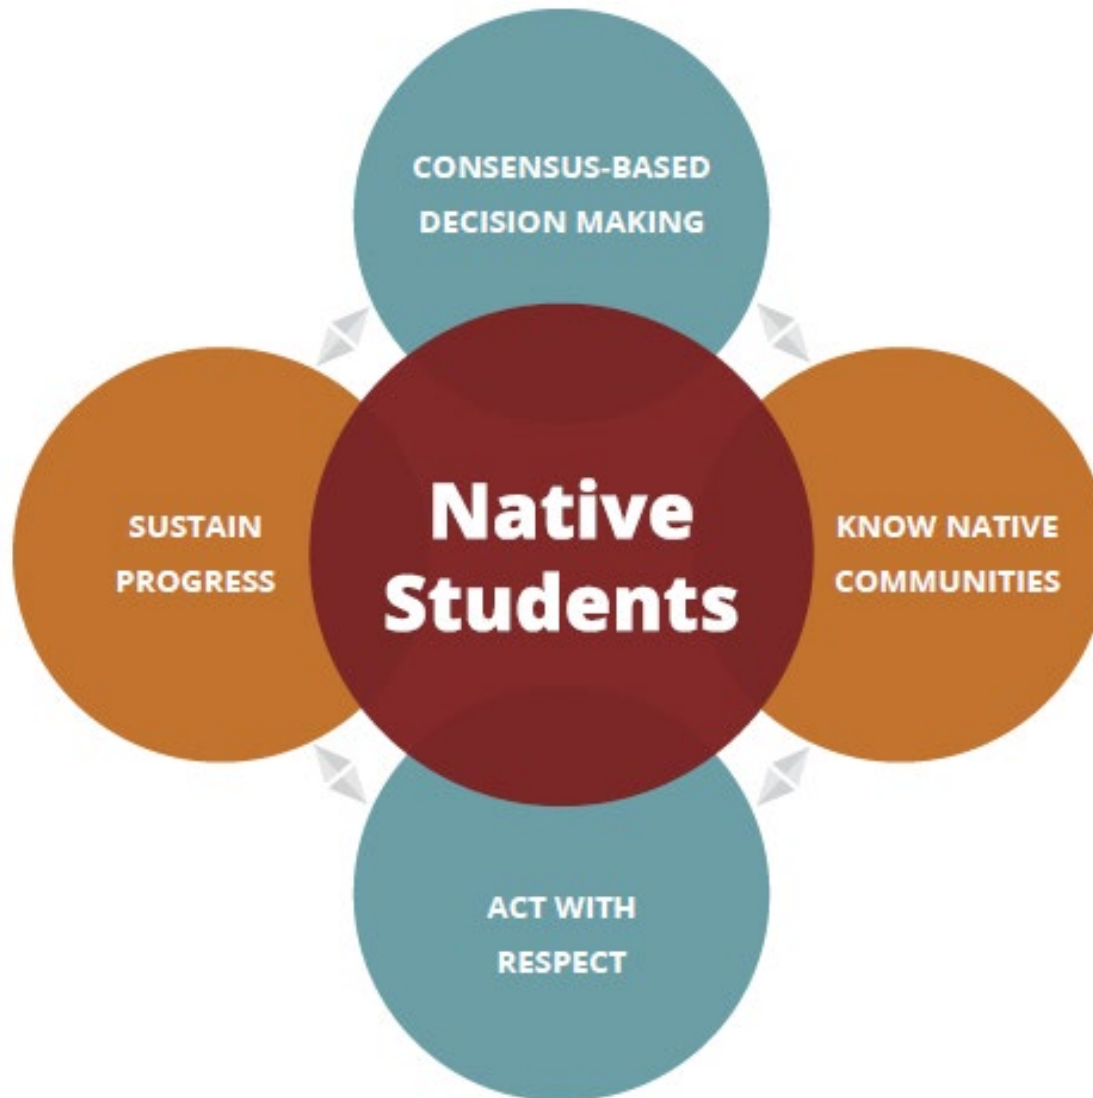 CONSENSUS-BASED
DECISION MAKING
SUSTAIN
PROGRESS
Native
Students
KNOW NATIVE
COMMUNITIES
ACT WITH
RESPECT